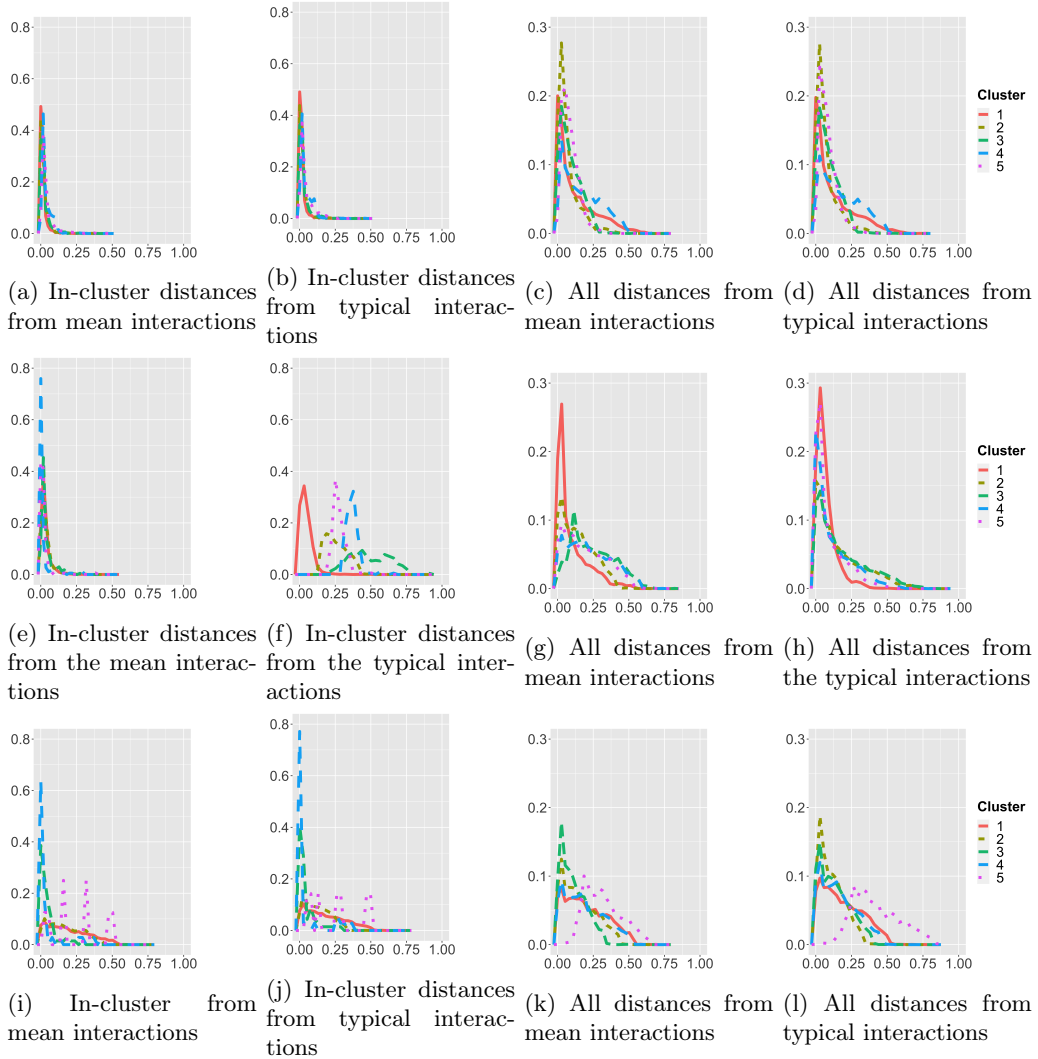 0.8
0.6
0.4
0.2
0.0
0.00 0.25 0.50 0.75 1.00
(a) In-cluster distances
from mean interactions
0.8
0.6
0.4
0.2
0.0
0.00 0.25 0.50 0.75 1.00
(b) In-cluster distances
from typical interac-
tions
0.3
0.2
0.1
0.0
0.00 0.25 0.50 0.75 1.00
(c) All distances from
mean interactions
0.3
0.2
0.1
0.0
0.00 0.25 0.50 0.75 1.00
(d) All distances from
typical interactions
Cluster
1
2
3
4
5
0.8
0.6
0.4
0.2
0.0
0.00 0.25 0.50 0.75 1.00
(e) In-cluster distances
from the mean interac-
tions
0.8
0.6
0.4
0.2
0.0
0.00 0.25 0.50 0.75 1.00
(f) In-cluster distances
from the typical inter-
actions
0.3
0.2
0.1
0.0
0.00 0.25 0.50 0.75 1.00
(g) All distances from
mean interactions
0.3
0.2
0.1
0.0
0.00 0.25 0.50 0.75 1.00
(h) All distances from
the typical interactions
Cluster
1
2
3
4
5
0.8
0.6
0.4
0.2
0.0
0.00 0.25 0.50 0.75 1.00
(i) In-cluster from
mean interactions
0.8
0.6
0.4
0.2
0.0
0.00 0.25 0.50 0.75 1.00
(j) In-cluster distances
from typical interac-
tions
0.3
0.2
0.1
0.0
0.00 0.25 0.50 0.75 1.00
(k) All distances from
mean interactions
0.3
0.2
0.1
0.0
0.00 0.25 0.50 0.75 1.00
(l) All distances from
typical interactions
Cluster
1
2
3
4
5